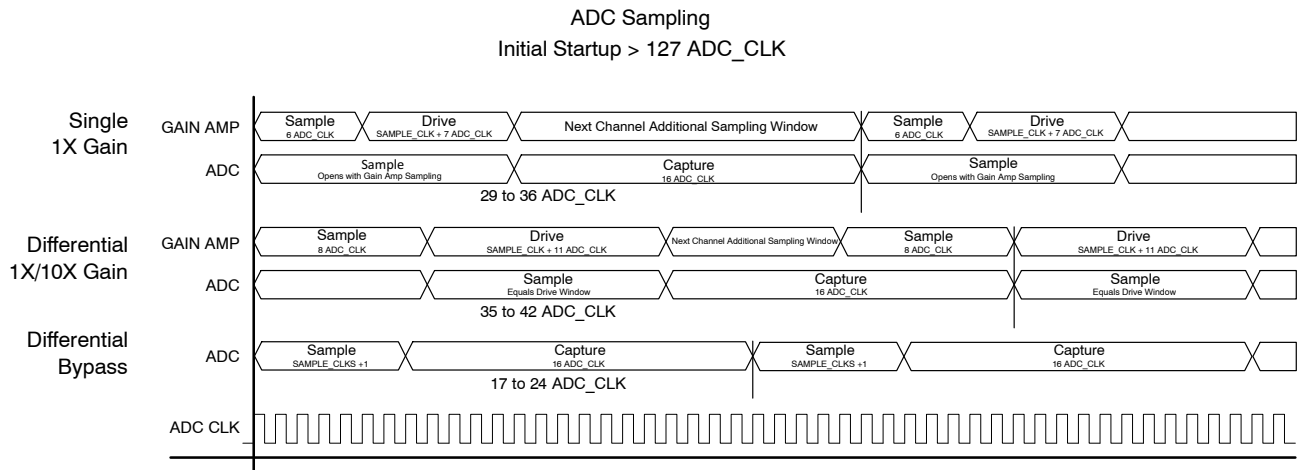 ADC Sampling
Initial Startup > 127 ADC_CLK
Single
1X Gain
GAIN AMP
Sample
6 ADC_CLK
Drive
SAMPLE_CLK + 7 ADC_CLK
Next Channel Additional Sampling Window
Sample
6 ADC_CLK
Drive
SAMPLE_CLK + 7 ADC_CLK
ADC
Sample
Opens with Gain Amp Sampling
Capture
16 ADC_CLK
Sample
Opens with Gain Amp Sampling
29 to 36 ADC_CLK
Differential
1X/10X Gain
GAIN AMP
Sample
8 ADC_CLK
Drive
SAMPLE_CLK + 11 ADC_CLK
Next Channel Additional Sampling Window
Sample
8 ADC_CLK
Drive
SAMPLE_CLK + 11 ADC_CLK
ADC
Sample
Equals Drive Window
Capture
16 ADC_CLK
Sample
Equals Drive Window
35 to 42 ADC_CLK
Differential
Bypass
ADC
Sample
SAMPLE_CLKS +1
Capture
16 ADC_CLK
Sample
SAMPLE_CLKS +1
Capture
16 ADC_CLK
17 to 24 ADC_CLK
ADC CLK